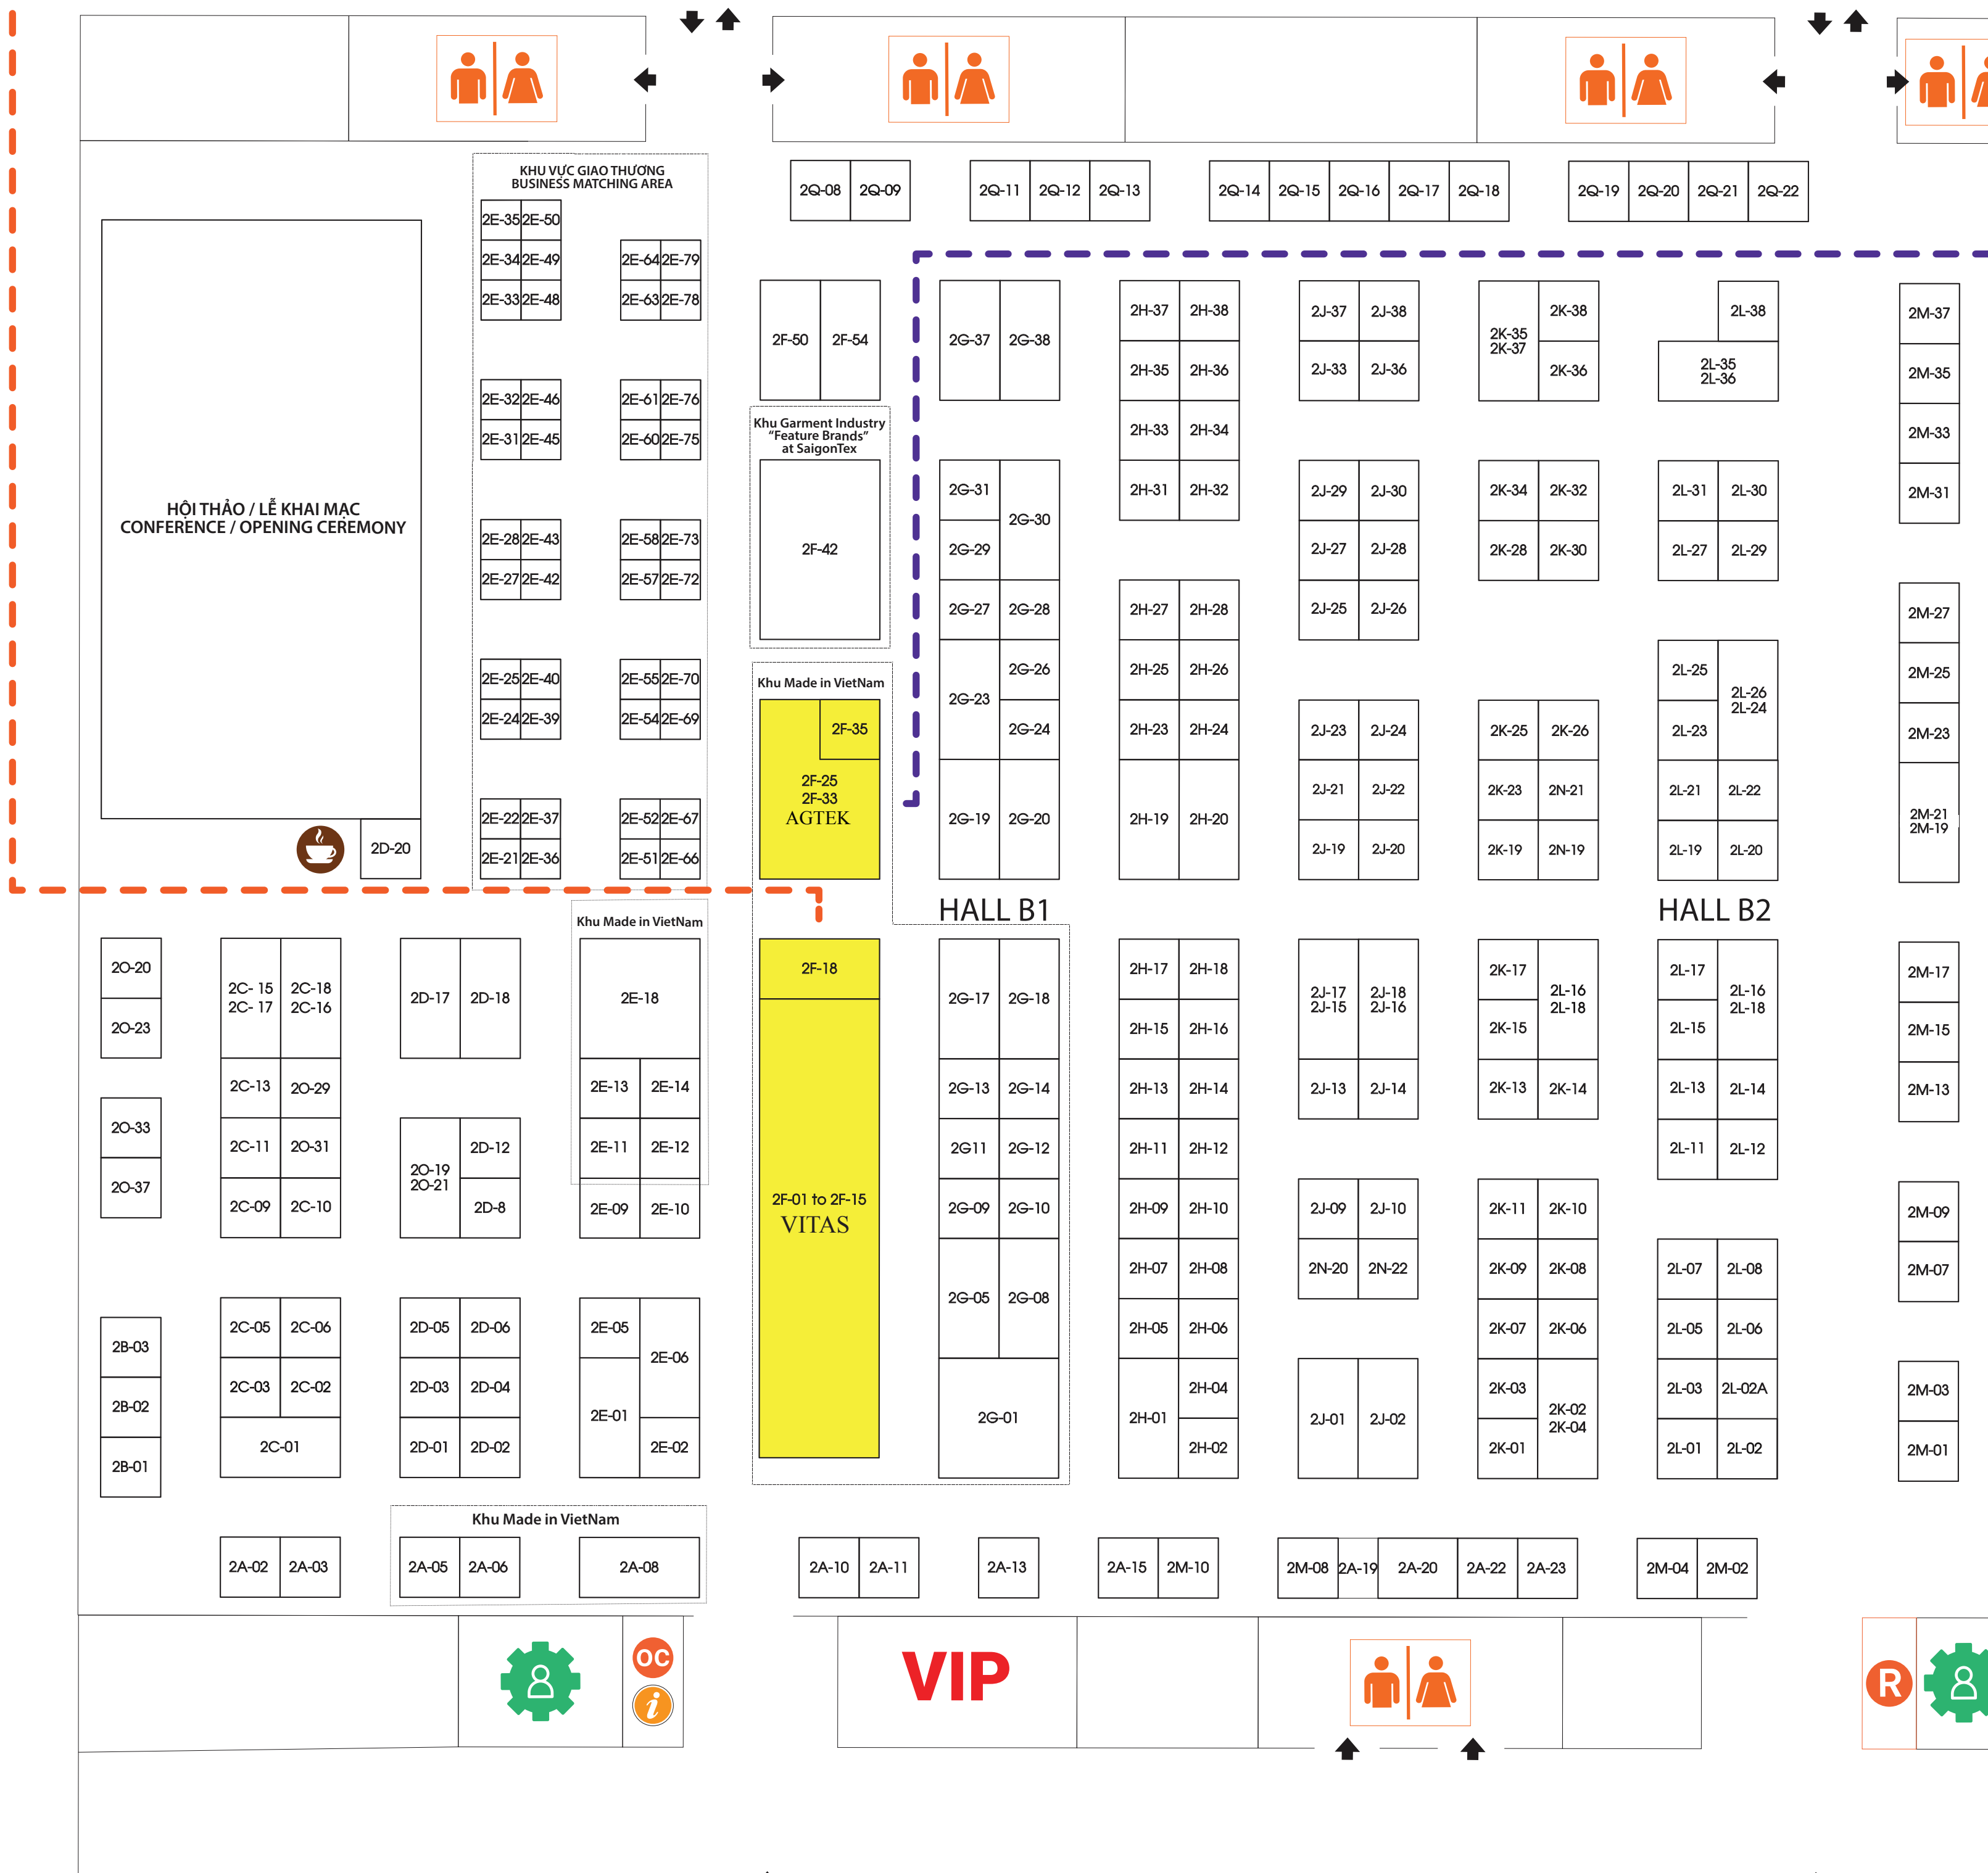 KHU VỰC GIAO THƯƠNG
BUSINESS MATCHING AREA
2Q-08 2Q-09 2Q-11 2Q-12 2Q-13 2Q-14 2Q-15 2Q-16 2Q-17 2Q-18 2Q-19 2Q-20 2Q-21 2Q-22
HỘI THẢO / LỄ KHAI MẠC
CONFERENCE / OPENING CEREMONY
2D-20
2E-35 2E-50
2E-34 2E-49
2E-33 2E-48
2E-64 2E-79
2E-63 2E-78
2E-32 2E-46
2E-31 2E-45
2E-61 2E-76
2E-60 2E-75
2E-28 2E-43
2E-27 2E-42
2E-58 2E-73
2E-57 2E-72
2E-25 2E-40
2E-24 2E-39
2E-55 2E-70
2E-54 2E-69
2E-22 2E-37
2E-21 2E-36
2E-52 2E-67
2E-51 2E-66
2F-50 2F-54
Khu Garment Industry
“Feature Brands”
at SaigonTex
2F-42
Khu Made in VietNam
2F-35
2F-25
2F-33
AGTEK
2G-37 2G-38
2G-31
2G-30
2G-29
2G-27 2G-28
2G-26
2G-23
2G-24
2G-19 2G-20
2H-37 2H-38
2H-35 2H-36
2H-33 2H-34
2H-31 2H-32
2H-27 2H-28
2H-25 2H-26
2H-23 2H-24
2H-19 2H-20
2J-37 2J-38
2J-33 2J-36
2J-29 2J-30
2J-27 2J-28
2J-25 2J-26
2J-23 2J-24
2J-21 2J-22
2J-19 2J-20
2K-35
2K-37
2K-38
2K-36
2K-34 2K-32
2K-28 2K-30
2K-25 2K-26
2K-23 2N-21
2K-19 2N-19
2L-38
2L-35
2L-36
2L-31 2L-30
2L-27 2L-29
2L-25
2L-26
2L-24
2L-23
2L-21 2L-22
2L-19 2L-20
2M-37
2M-35
2M-33
2M-31
2M-27
2M-25
2M-23
2M-21
2M-19
HALL B1
HALL B2
2O-20
2O-23
2O-33
2O-37
2B-03
2B-02
2B-01
2C- 15
2C- 17
2C-18
2C-16
2C-13 2O-29
2C-11 2O-31
2C-09 2C-10
2C-05 2C-06
2C-03 2C-02
2C-01
2D-17 2D-18
2O-19
2O-21
2D-12
2D-8
2D-05 2D-06
2D-03 2D-04
2D-01 2D-02
Khu Made in VietNam
2E-18
2E-13 2E-14
2E-11 2E-12
2E-09 2E-10
2E-05
2E-06
2E-01
2E-02
2F-18
2F-01 to 2F-15
VITAS
2G-17 2G-18
2G-13 2G-14
2G11 2G-12
2G-09 2G-10
2G-05 2G-08
2G-01
2H-17 2H-18
2H-15 2H-16
2H-13 2H-14
2H-11 2H-12
2H-09 2H-10
2H-07 2H-08
2H-05 2H-06
2H-04
2H-01
2H-02
2J-17
2J-15
2J-18
2J-16
2J-13 2J-14
2J-09 2J-10
2N-20 2N-22
2J-01 2J-02
2K-17
2L-16
2L-18
2K-15
2K-13 2K-14
2K-11 2K-10
2K-09 2K-08
2K-07 2K-06
2K-03
2K-02
2K-04
2K-01
2L-17
2L-16
2L-18
2L-15
2L-13 2L-14
2L-11 2L-12
2L-07 2L-08
2L-05 2L-06
2L-03 2L-02A
2L-01 2L-02
2M-17
2M-15
2M-13
2M-09
2M-07
2M-03
2M-01
Khu Made in VietNam
2A-02 2A-03 2A-05 2A-06 2A-08 2A-10 2A-11 2A-13 2A-15 2M-10 2M-08 2A-19 2A-20 2A-22 2A-23 2M-04 2M-02
OC
i
VIP
R